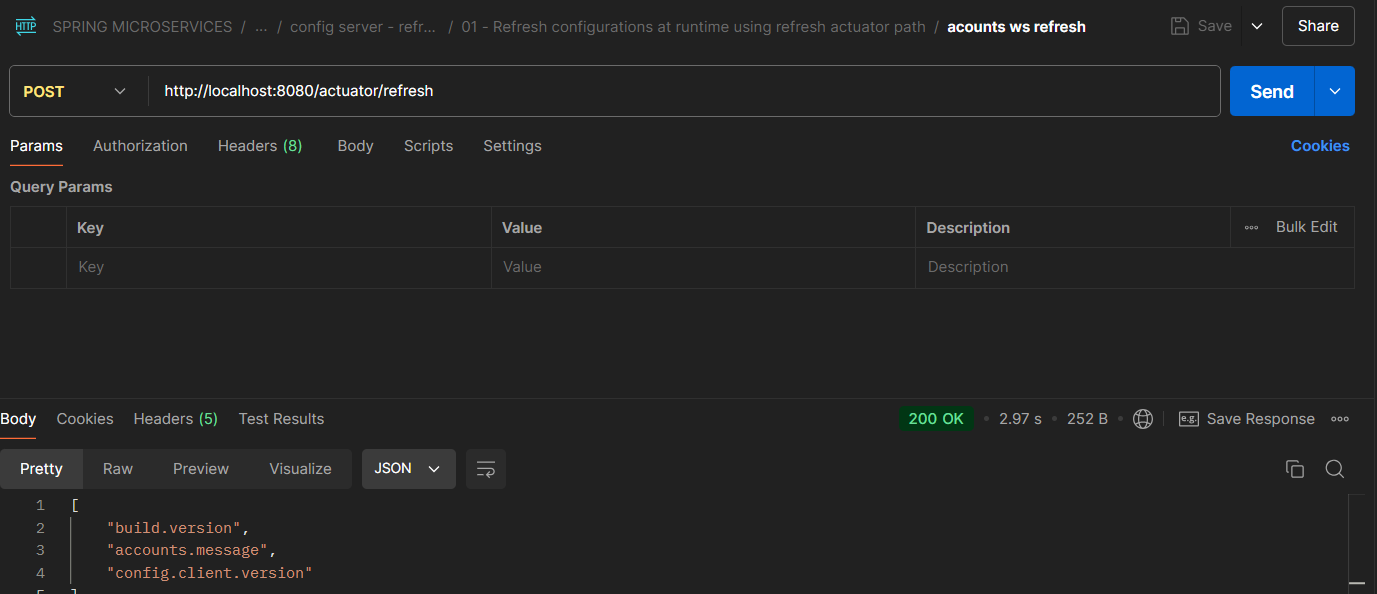 HTTP SPRING MICROSERVICES / ... / config server - refr... / 01 - Refresh configurations at runtime using refresh actuator path / acounts ws refresh Save Share
POST http://localhost:8080/actuator/refresh Send
Params Authorization Headers (8) Body Scripts Settings Cookies
Query Params
Key Value Description Bulk Edit
Key Value Description
Body Cookies Headers (5) Test Results 200 OK • 2.97 s • 252 B • e.g. Save Response
Pretty Raw Preview Visualize JSON
1 [
2 "build.version",
3 "accounts.message",
4 "config.client.version"
5 ]